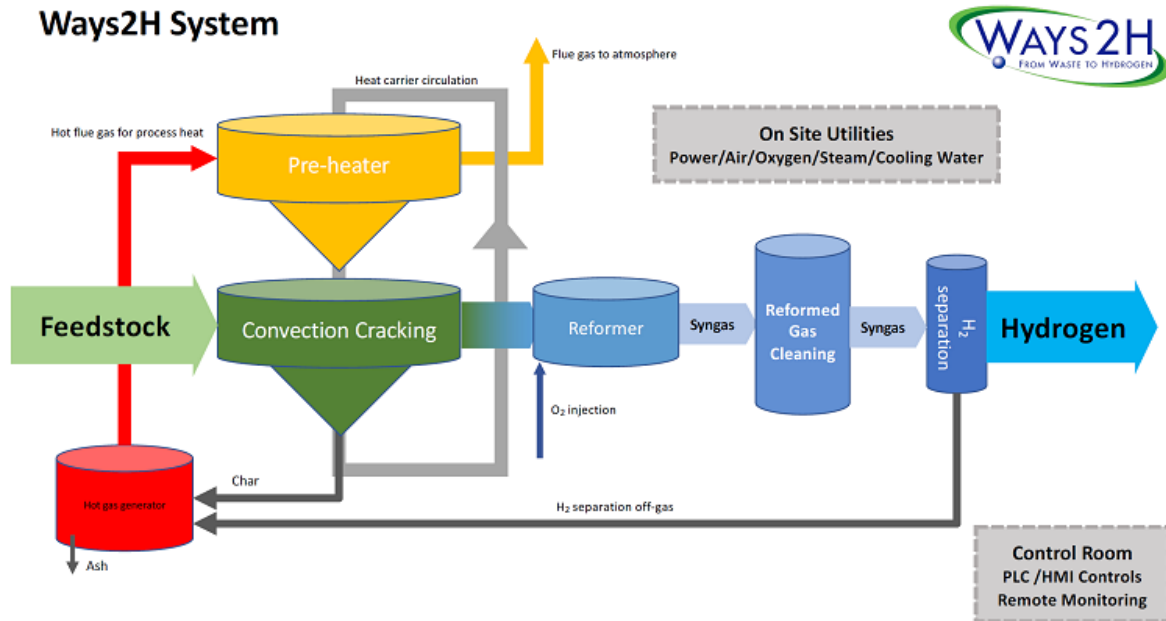 Ways2H System
WAYS2H
FROM WASTE TO HYDROGEN
Flue gas to atmosphere
Heat carrier circulation
Hot flue gas for process heat
On Site Utilities
Power/Air/Oxygen/Steam/Cooling Water
Pre-heater
Feedstock
Convection Cracking
Reformer
Syngas
Reformed
Gas
Cleaning
Syngas
H₂
separation
Hydrogen
O₂ injection
Char
Hot gas generator
H₂ separation off-gas
Ash
Control Room
PLC /HMI Controls
Remote Monitoring